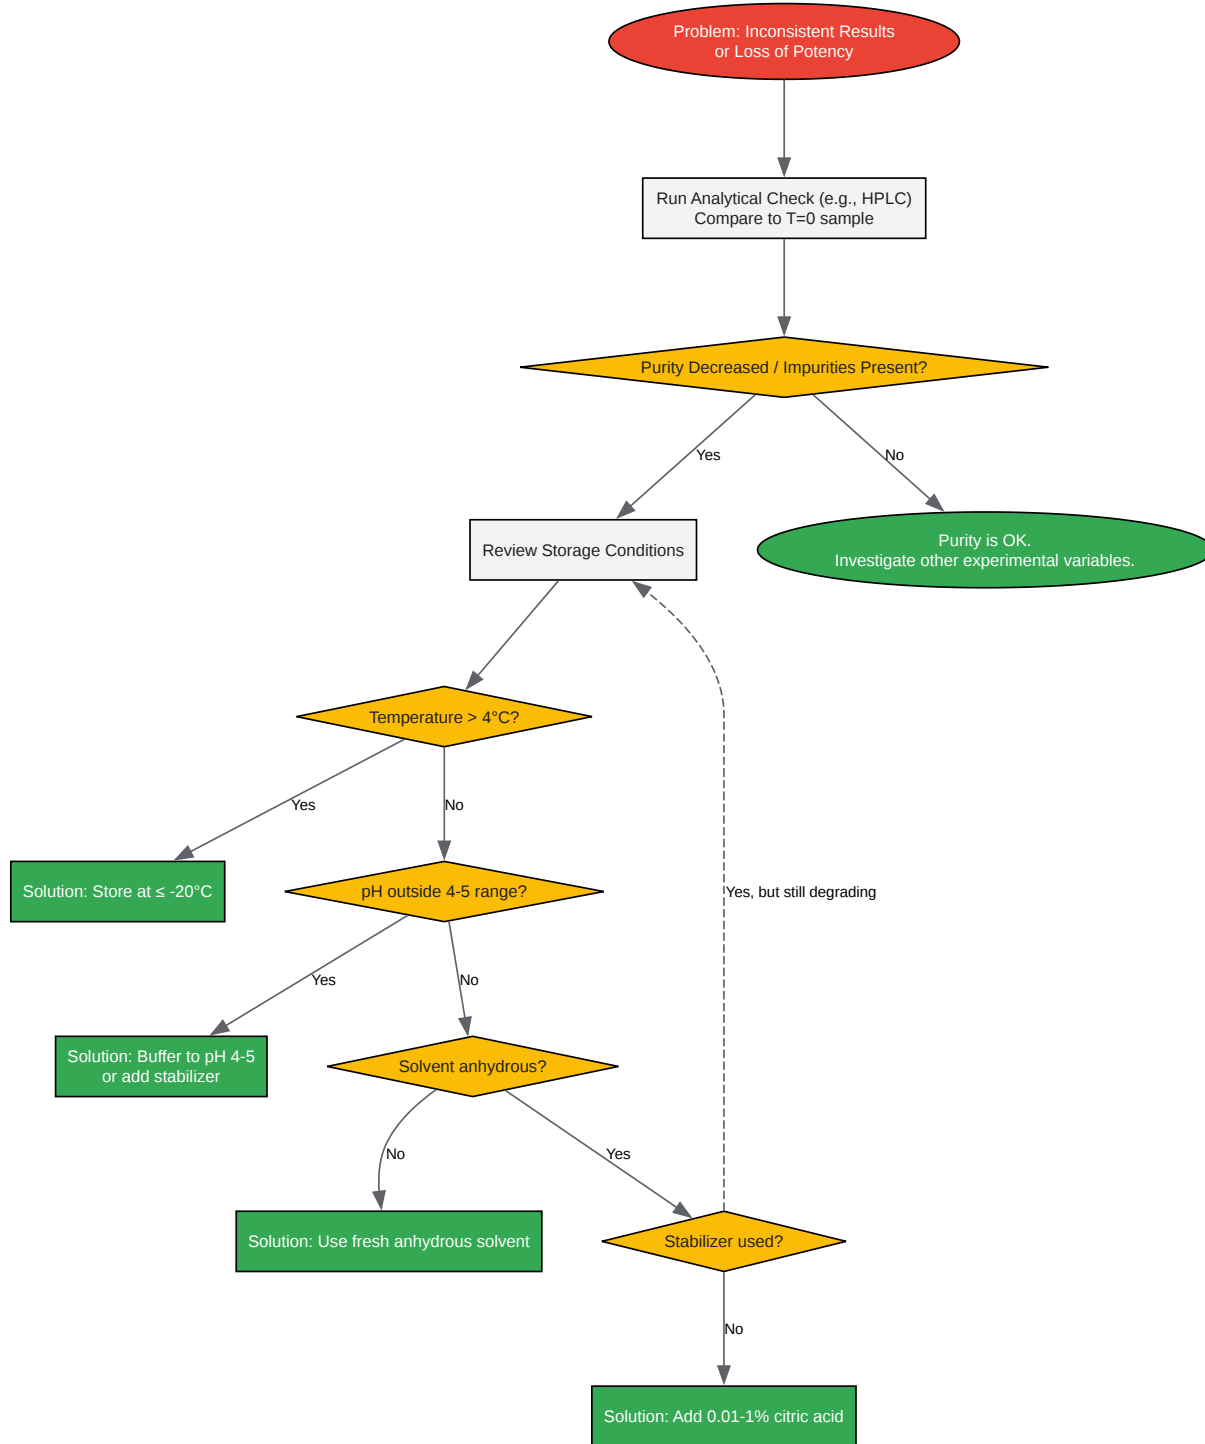 Problem: Inconsistent Results
or Loss of Potency
Run Analytical Check (e.g., HPLC)
Compare to T=0 sample
Purity Decreased / Impurities Present?
Yes
No
Review Storage Conditions
Purity is OK.
Investigate other experimental variables.
Temperature > 4°C?
Yes
No
Solution: Store at ≤ -20°C
pH outside 4-5 range?
Yes, but still degrading
Yes
No
Solution: Buffer to pH 4-5
or add stabilizer
Solvent anhydrous?
No
Yes
Solution: Use fresh anhydrous solvent
Stabilizer used?
No
Solution: Add 0.01-1% citric acid